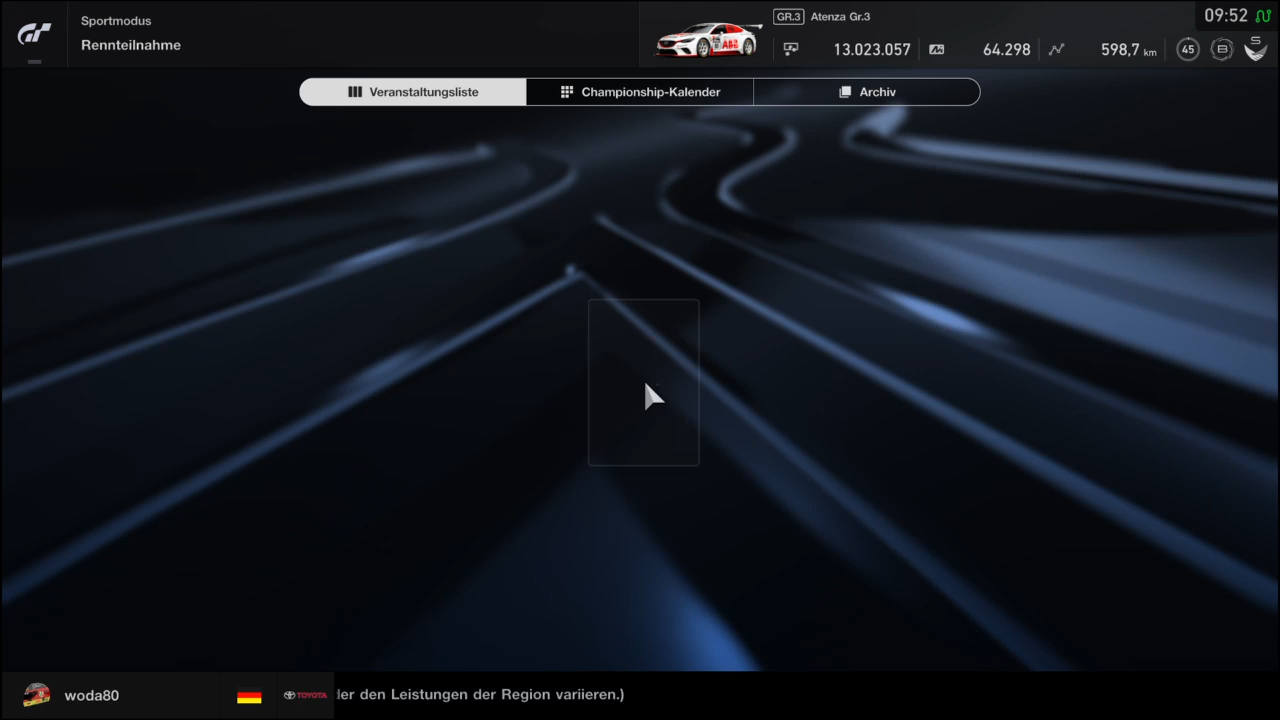 Sportmodus
Rennteilnahme
GR.3 Atenza Gr.3
13.023.057
64.298
598,7 km
45
B
S
09:52
Veranstaltungsliste
Championship-Kalender
Archiv
ABB
woda80
TOYOTA
ler den Leistungen der Region variieren.)